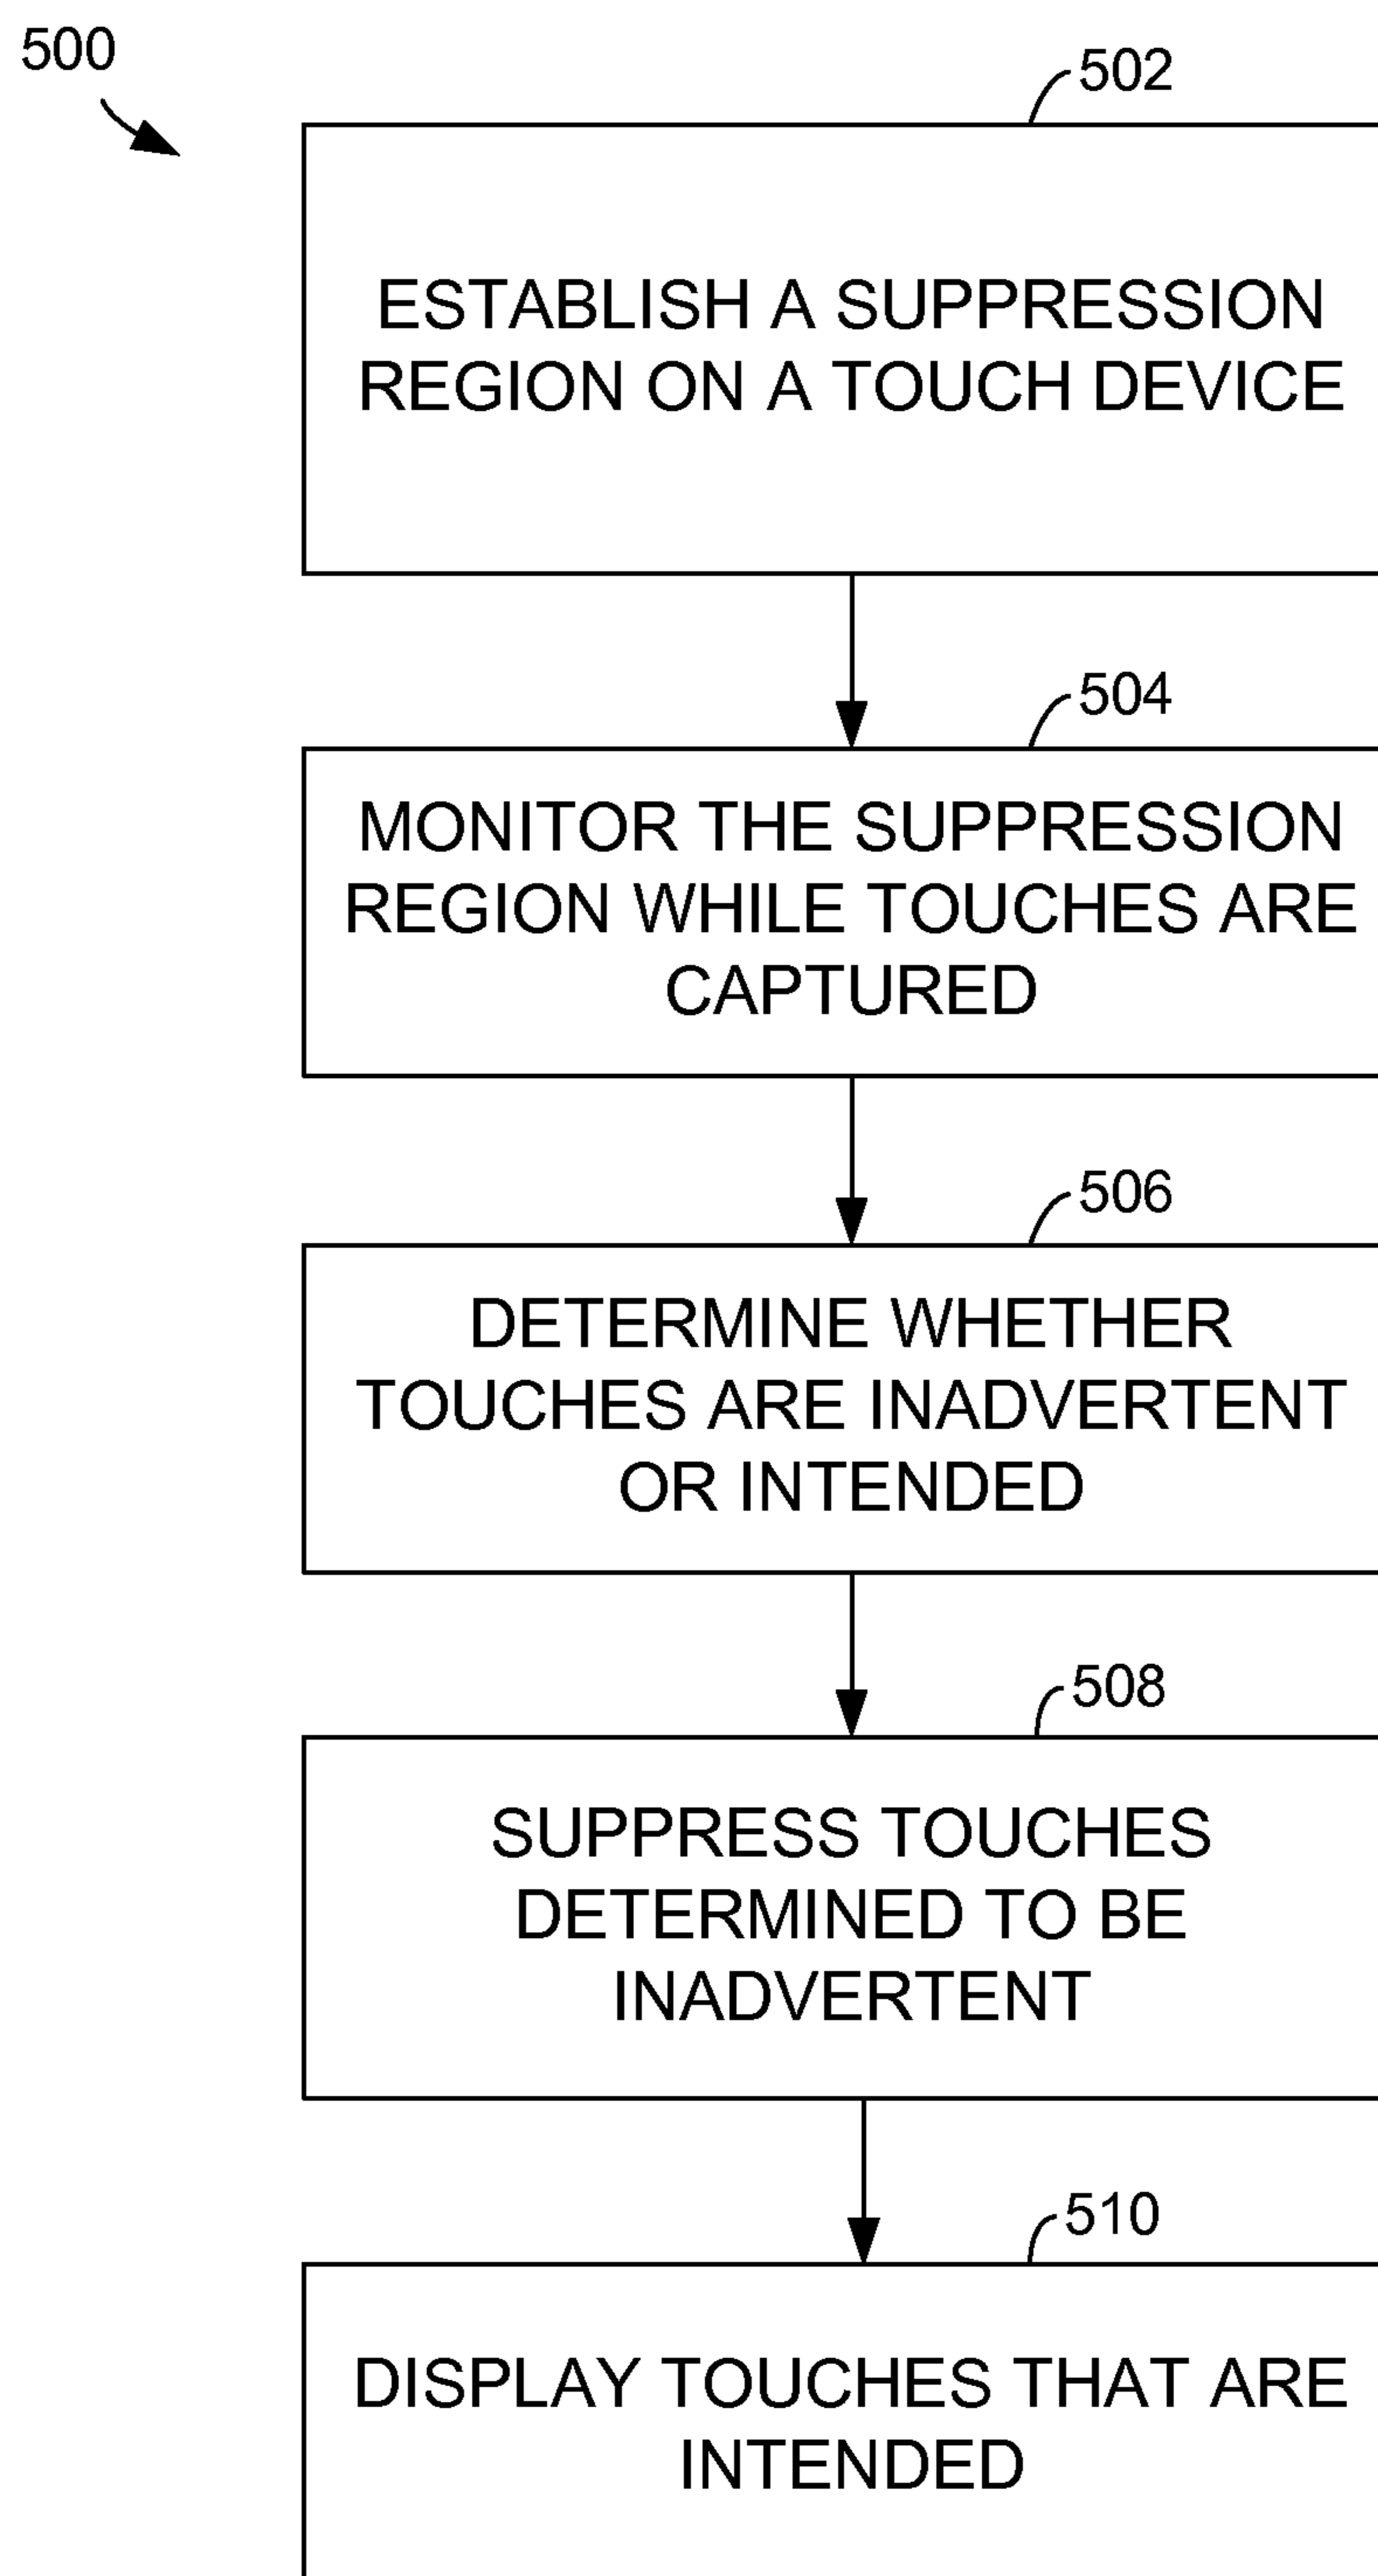 500
502
ESTABLISH A SUPPRESSION
REGION ON A TOUCH DEVICE
504
MONITOR THE SUPPRESSION
REGION WHILE TOUCHES ARE
CAPTURED
506
DETERMINE WHETHER
TOUCHES ARE INADVERTENT
OR INTENDED
508
SUPPRESS TOUCHES
DETERMINED TO BE
INADVERTENT
510
DISPLAY TOUCHES THAT ARE
INTENDED